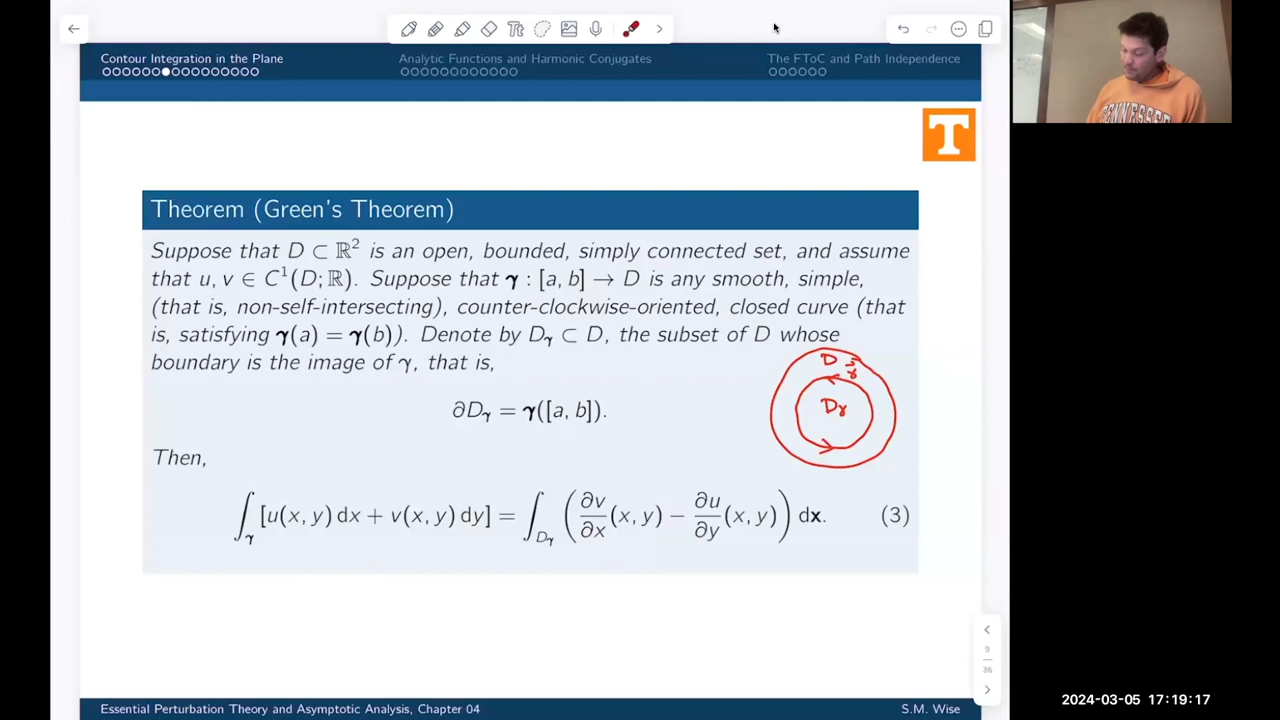 Contour Integration in the Plane
Analytic Functions and Harmonic Conjugates
The FToC and Path Independence
T
TENNESSEE
Theorem (Green's Theorem)
Suppose that D ⊂ ℝ² is an open, bounded, simply connected set, and assume
that u, v ∈ C¹(D; ℝ). Suppose that γ : [a, b] → D is any smooth, simple,
(that is, non-self-intersecting), counter-clockwise-oriented, closed curve (that
is, satisfying γ(a) = γ(b)). Denote by D_γ ⊂ D, the subset of D whose
boundary is the image of γ, that is,
D
γ
D_γ
∂D_γ = γ([a, b]).
Then,
∫_γ [u(x, y) dx + v(x, y) dy] = ∫_{D_γ} (∂v/∂x (x, y) − ∂u/∂y (x, y)) dx. (3)
9
36
Essential Perturbation Theory and Asymptotic Analysis, Chapter 04
S.M. Wise
2024-03-05 17:19:17